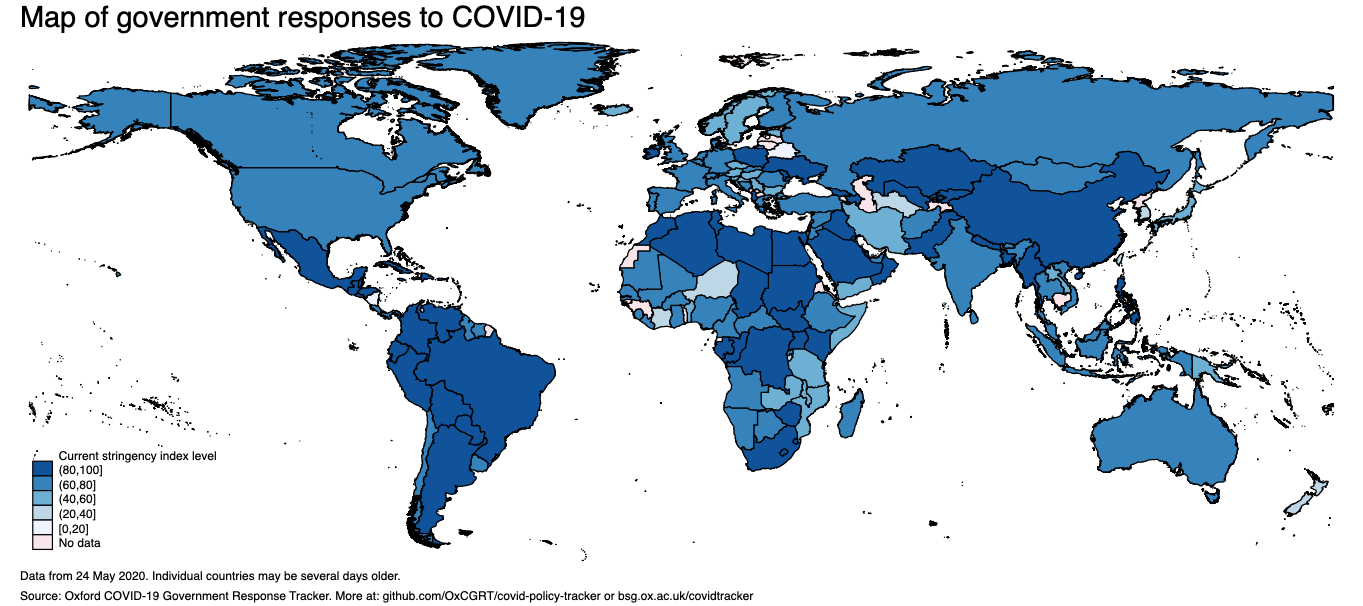 Map of government responses to COVID-19
Current stringency index level
(80,100]
(60,80]
(40,60]
(20,40]
[0,20]
No data
Data from 24 May 2020. Individual countries may be several days older.
Source: Oxford COVID-19 Government Response Tracker. More at: github.com/OxCGRT/covid-policy-tracker or bsg.ox.ac.uk/covidtracker